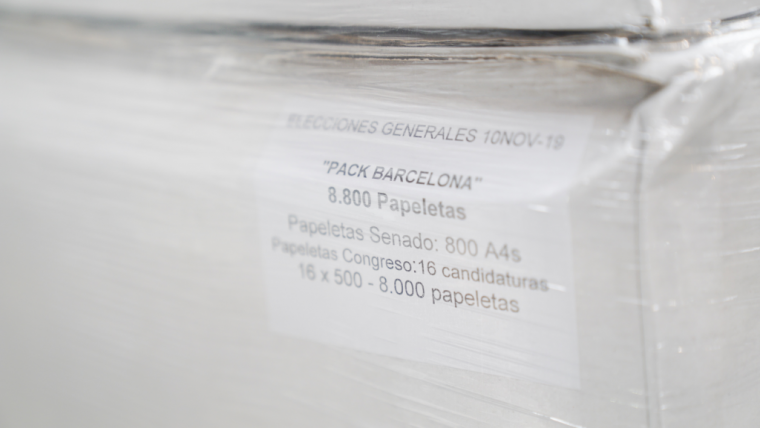 ELECCIONES GENERALES 10NOV-19
"PACK BARCELONA"
8.800 Papeletas
Papeletas Senado: 800 A4s
Papeletas Congreso:16 candidaturas
16 x 500 - 8.000 papeletas